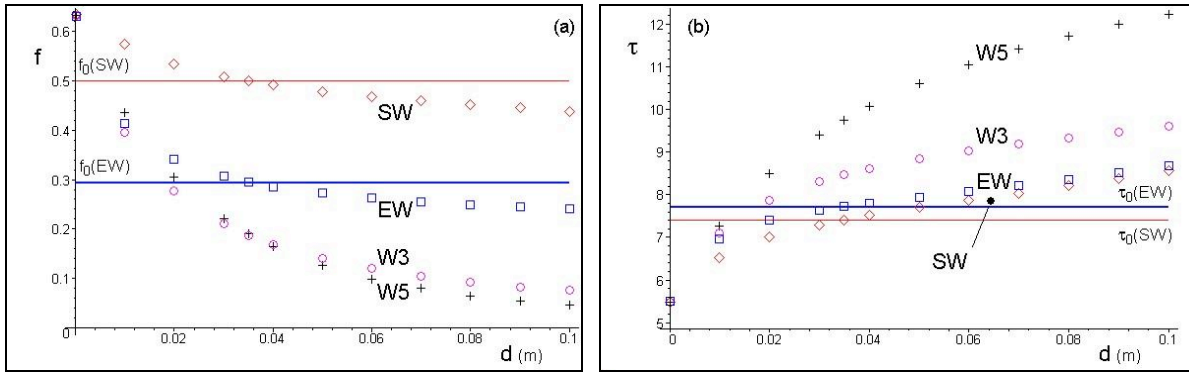 (a)
f
0.6
f₀(SW)
0.5
SW
0.4
f₀(EW)
0.3
EW
0.2
W3
0.1
W5
0
0.02
0.04
0.06
0.08
0.1
d (m)
(b)
τ
12
W5
11
10
W3
9
EW
8
τ₀(EW)
7
τ₀(SW)
SW
6
5
0
0.02
0.04
0.06
0.08
0.1
d (m)